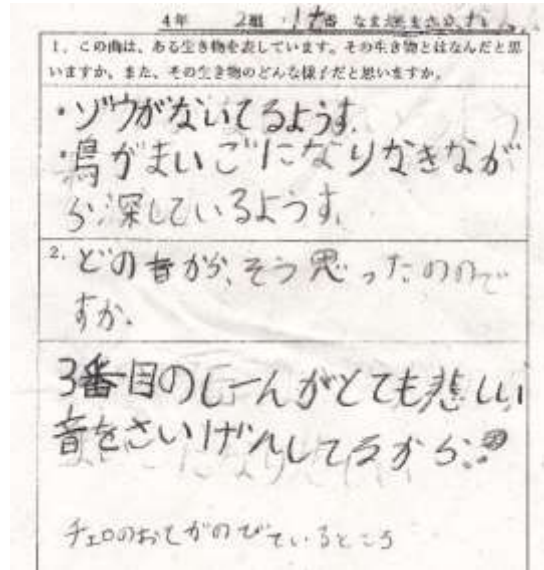 4年 2組 番 なまえ
1. この曲は、ある生き物を表しています。その生き物とはなんだと思
いますか。また、その生き物のどんな様子だと思いますか。
・ゾウがないてるようす。
・鳥がまいごになりなきなが
ら深しているようす。
2. どの音から、そう思ったのので
すか。
3番目のしーんがとても悲しい
音をさいげんしてるから。
チェロのおとがのびているところ